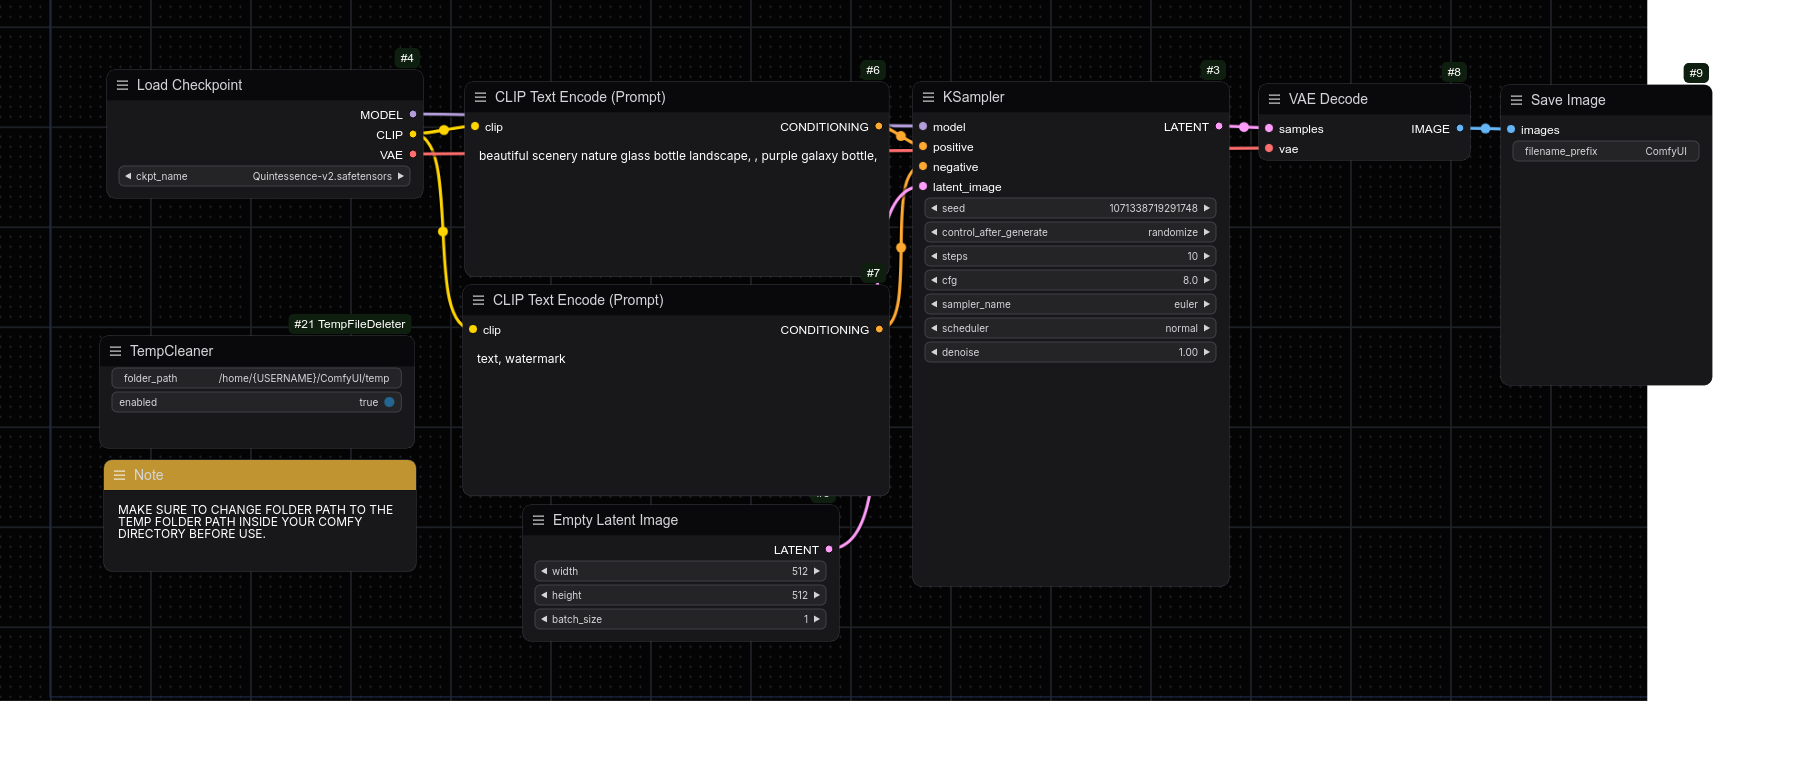 #4
Load Checkpoint
MODEL
CLIP
VAE
ckpt_name Quintessence-v2.safetensors
#6
CLIP Text Encode (Prompt)
clip CONDITIONING
beautiful scenery nature glass bottle landscape, , purple galaxy bottle,
#7
CLIP Text Encode (Prompt)
clip CONDITIONING
text, watermark
#21 TempFileDeleter
TempCleaner
folder_path /home/{USERNAME}/ComfyUI/temp
enabled true
Note
MAKE SURE TO CHANGE FOLDER PATH TO THE
TEMP FOLDER PATH INSIDE YOUR COMFY
DIRECTORY BEFORE USE.
Empty Latent Image
LATENT
width 512
height 512
batch_size 1
#3
KSampler
model LATENT
positive
negative
latent_image
seed 1071338719291748
control_after_generate randomize
steps 10
cfg 8.0
sampler_name euler
scheduler normal
denoise 1.00
#8
VAE Decode
samples IMAGE
vae
#9
Save Image
images
filename_prefix ComfyUI